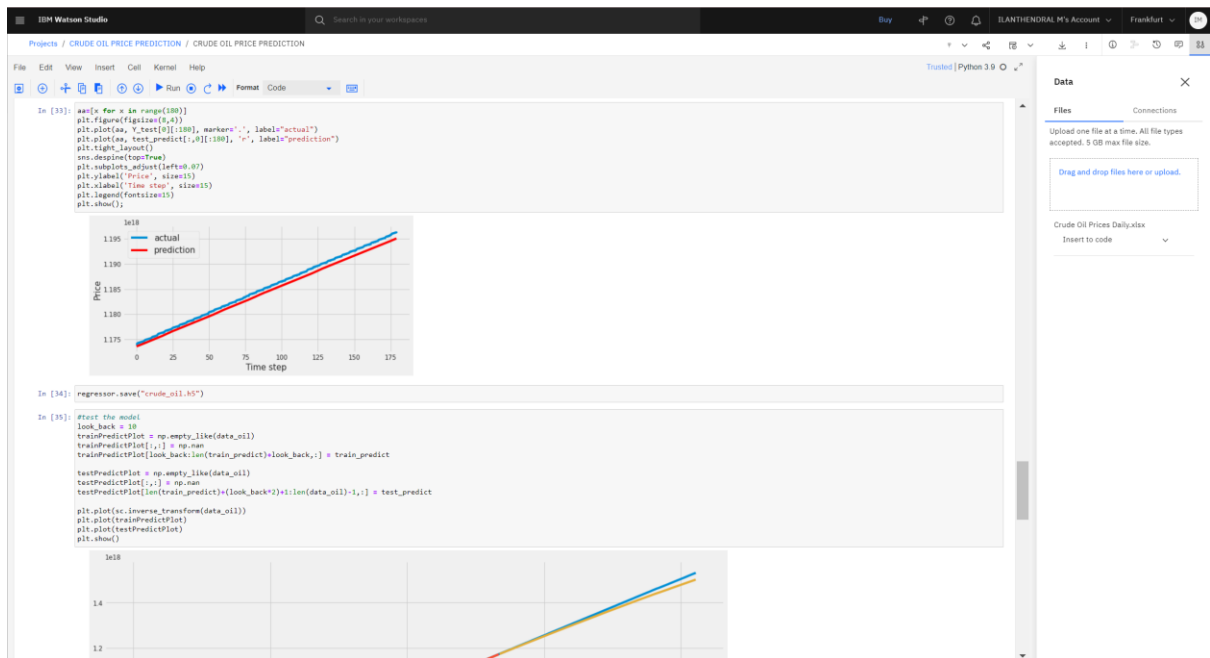 IBM Watson Studio
Search in your workspaces
Buy
ILANTHENDRAL M's Account
Frankfurt
IM
Projects / CRUDE OIL PRICE PREDICTION / CRUDE OIL PRICE PREDICTION
File Edit View Insert Cell Kernel Help
Trusted | Python 3.9
Run
Format Code
In [33]: aa=[x for x in range(180)]
plt.figure(figsize=(8,4))
plt.plot(aa, Y_test[0][:180], marker='.', label="actual")
plt.plot(aa, test_predict[:,0][:180], 'r', label="prediction")
plt.tight_layout()
sns.despine(top=True)
plt.subplots_adjust(left=0.07)
plt.ylabel('Price', size=15)
plt.xlabel('Time step', size=15)
plt.legend(fontsize=15)
plt.show();
1e18
1.195
1.190
1.185
1.180
1.175
Price
actual
prediction
0 25 50 75 100 125 150 175
Time step
In [34]: regressor.save("crude_oil.h5")
In [35]: #test the model
look_back = 10
trainPredictPlot = np.empty_like(data_oil)
trainPredictPlot[:,:] = np.nan
trainPredictPlot[look_back:len(train_predict)+look_back,:] = train_predict
testPredictPlot = np.empty_like(data_oil)
testPredictPlot[:,:] = np.nan
testPredictPlot[len(train_predict)+(look_back*2)+1:len(data_oil)-1,:] = test_predict
plt.plot(sc.inverse_transform(data_oil))
plt.plot(trainPredictPlot)
plt.plot(testPredictPlot)
plt.show()
1e18
1.4
1.2
Data
Files Connections
Upload one file at a time. All file types
accepted. 5 GB max file size.
Drag and drop files here or upload.
Crude Oil Prices Daily.xlsx
Insert to code